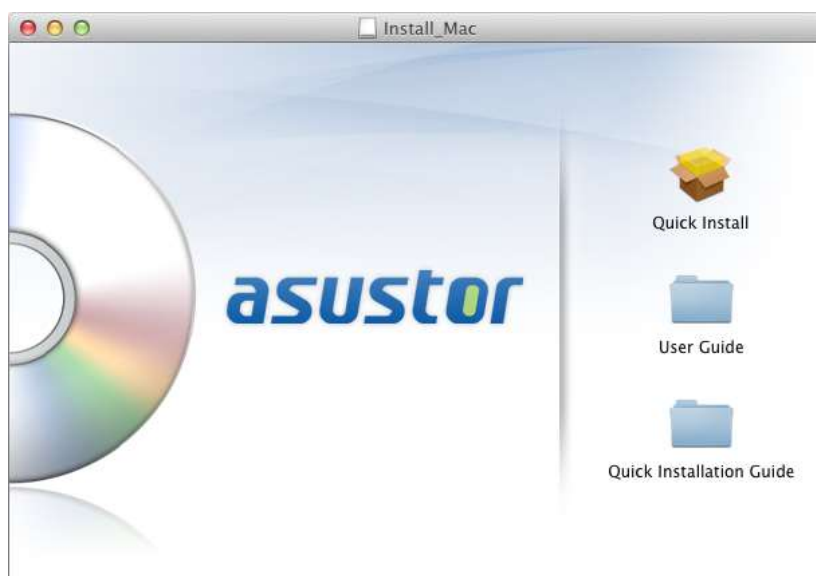 Install_Mac
asustor
Quick Install
User Guide
Quick Installation Guide